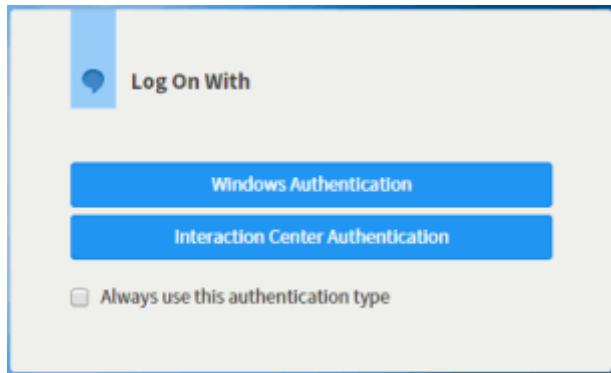 Log On With
Windows Authentication
Interaction Center Authentication
Always use this authentication type